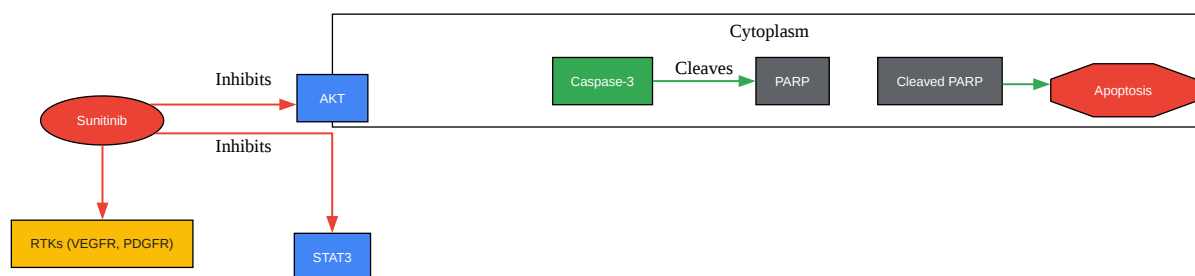 Cytoplasm
Inhibits
Caspase-3
Cleaves
PARP
Cleaved PARP
Apoptosis
AKT
Sunitinib
Inhibits
RTKs (VEGFR, PDGFR)
STAT3